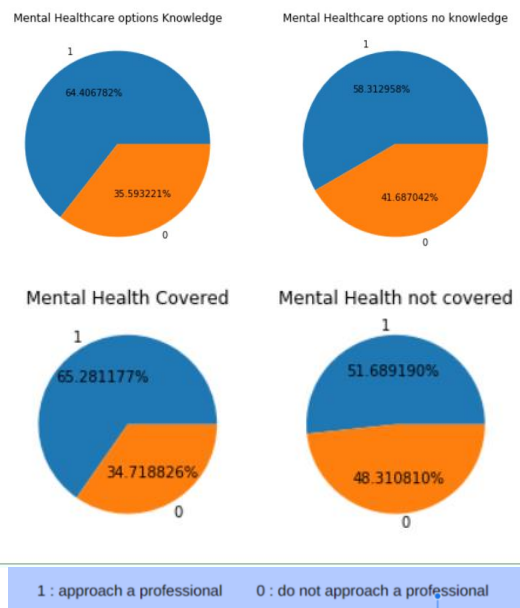 Mental Healthcare options Knowledge
Mental Healthcare options no knowledge
1
64.406782%
35.593221%
0
1
58.312958%
41.687042%
0
Mental Health Covered
Mental Health not covered
1
65.281177%
34.718826%
0
1
51.689190%
48.310810%
0
1 : approach a professional
0 : do not approach a professional